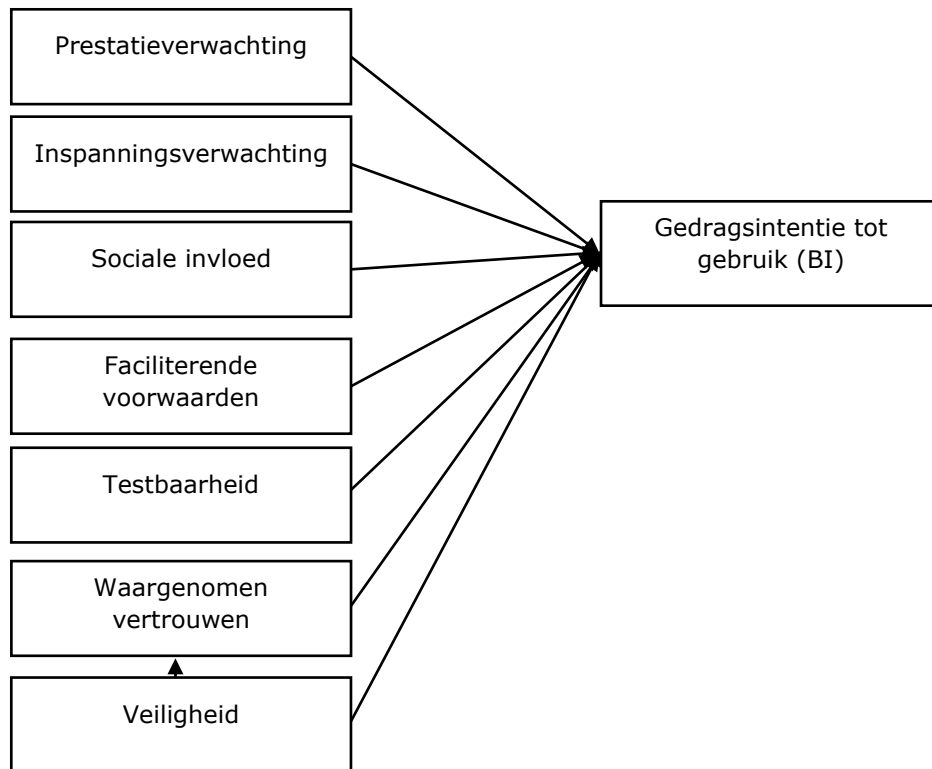 Prestatieverwachting
Inspanningsverwachting
Sociale invloed
Faciliterende
voorwaarden
Testbaarheid
Waargenomen
vertrouwen
Veiligheid
Gedragsintentie tot
gebruik (BI)